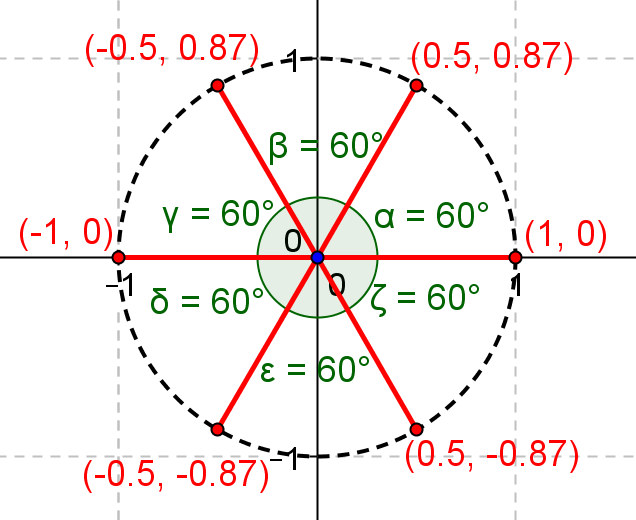 (-0.5, 0.87)
1
(0.5, 0.87)
β = 60°
γ = 60°
α = 60°
(-1, 0)
0
(1, 0)
−1
0
1
δ = 60°
ζ = 60°
ε = 60°
(-0.5, -0.87)
−1
(0.5, -0.87)